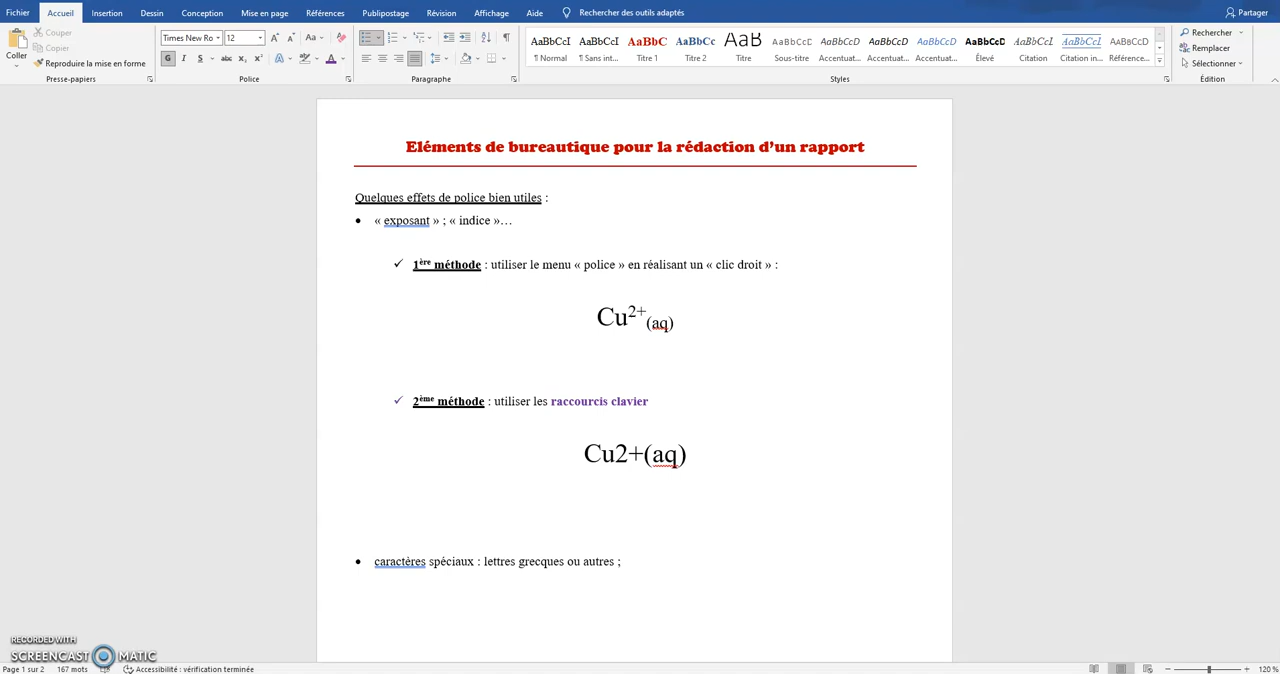 Fichier Accueil Insertion Dessin Conception Mise en page Références Publipostage Révision Affichage Aide Rechercher des outils adaptés Partager
Coller
Couper
Copier
Reproduire la mise en forme
Presse-papiers
Times New Ro 12 Aa
G I S abc x₂ x² A A
Police
Paragraphe
AaBbCcI AaBbCcI AaBbC AaBbCc AaB AaBbCcD AaBbCcD AaBbCcD AaBbCcD AaBbCcD AaBbCcI AaBbCcI AaBbCcD
¶ Normal ¶ Sans int... Titre 1 Titre 2 Titre Sous-titre Accentuat... Accentuat... Accentuat... Élevé Citation Citation in... Référence...
Styles
Rechercher
Remplacer
Sélectionner
Édition
Eléments de bureautique pour la rédaction d'un rapport
Quelques effets de police bien utiles :
• « exposant » ; « indice »…
✓ 1ère méthode : utiliser le menu « police » en réalisant un « clic droit » :
Cu²⁺(aq)
✓ 2ème méthode : utiliser les raccourcis clavier
Cu2+(aq)
• caractères spéciaux : lettres grecques ou autres ;
RECORDED WITH
SCREENCAST MATIC
Page 1 sur 2 167 mots Accessibilité : vérification terminée 120 %